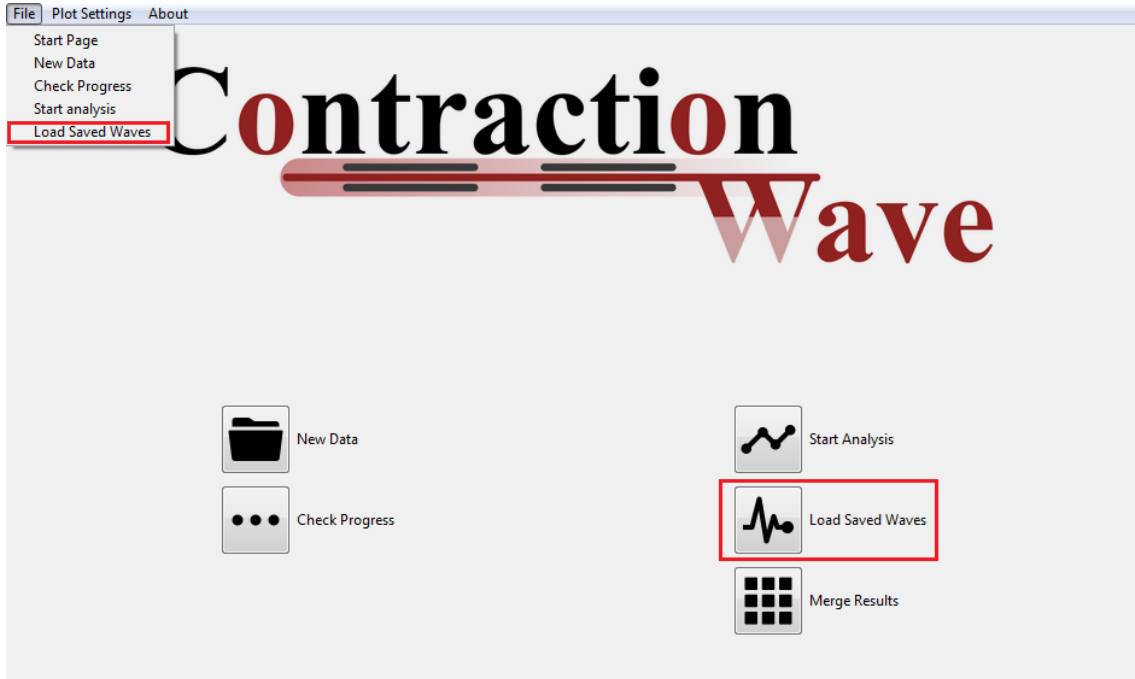 File Plot Settings About
Start Page
New Data
Check Progress
Start analysis
Load Saved Waves
Contraction
Wave
New Data
Start Analysis
Check Progress
Load Saved Waves
Merge Results